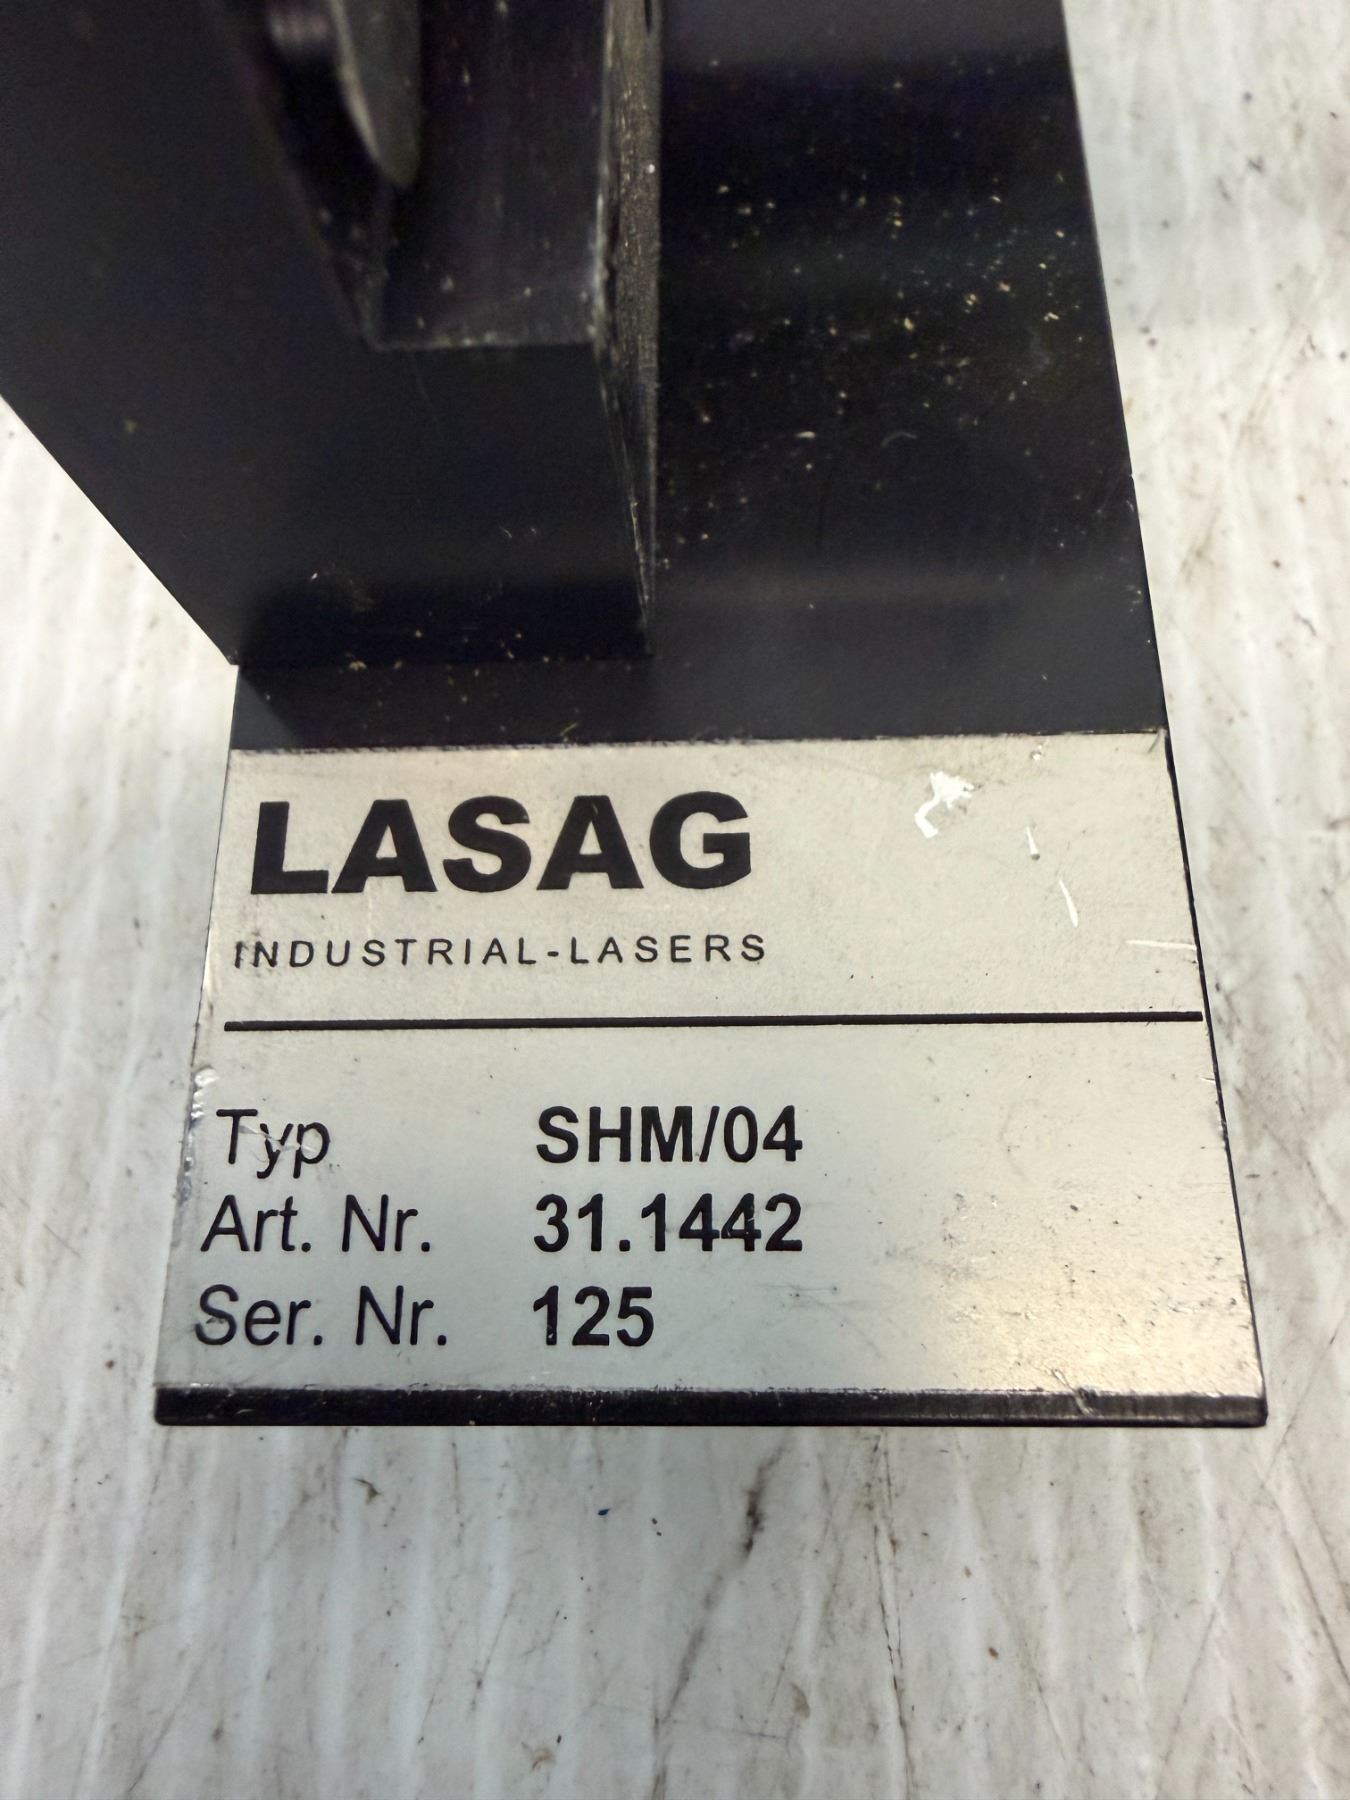 LASAG
INDUSTRIAL-LASERS
Typ SHM/04
Art. Nr. 31.1442
Ser. Nr. 125